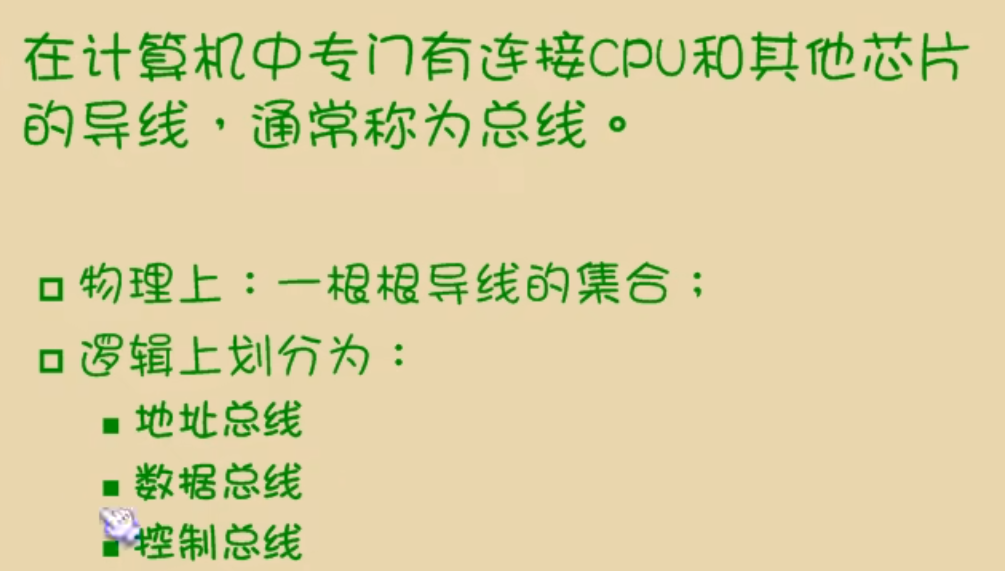 在计算机中专门有连接CPU和其他芯片
的导线，通常称为总线。
物理上：一根根导线的集合；
逻辑上划分为：
地址总线
数据总线
控制总线